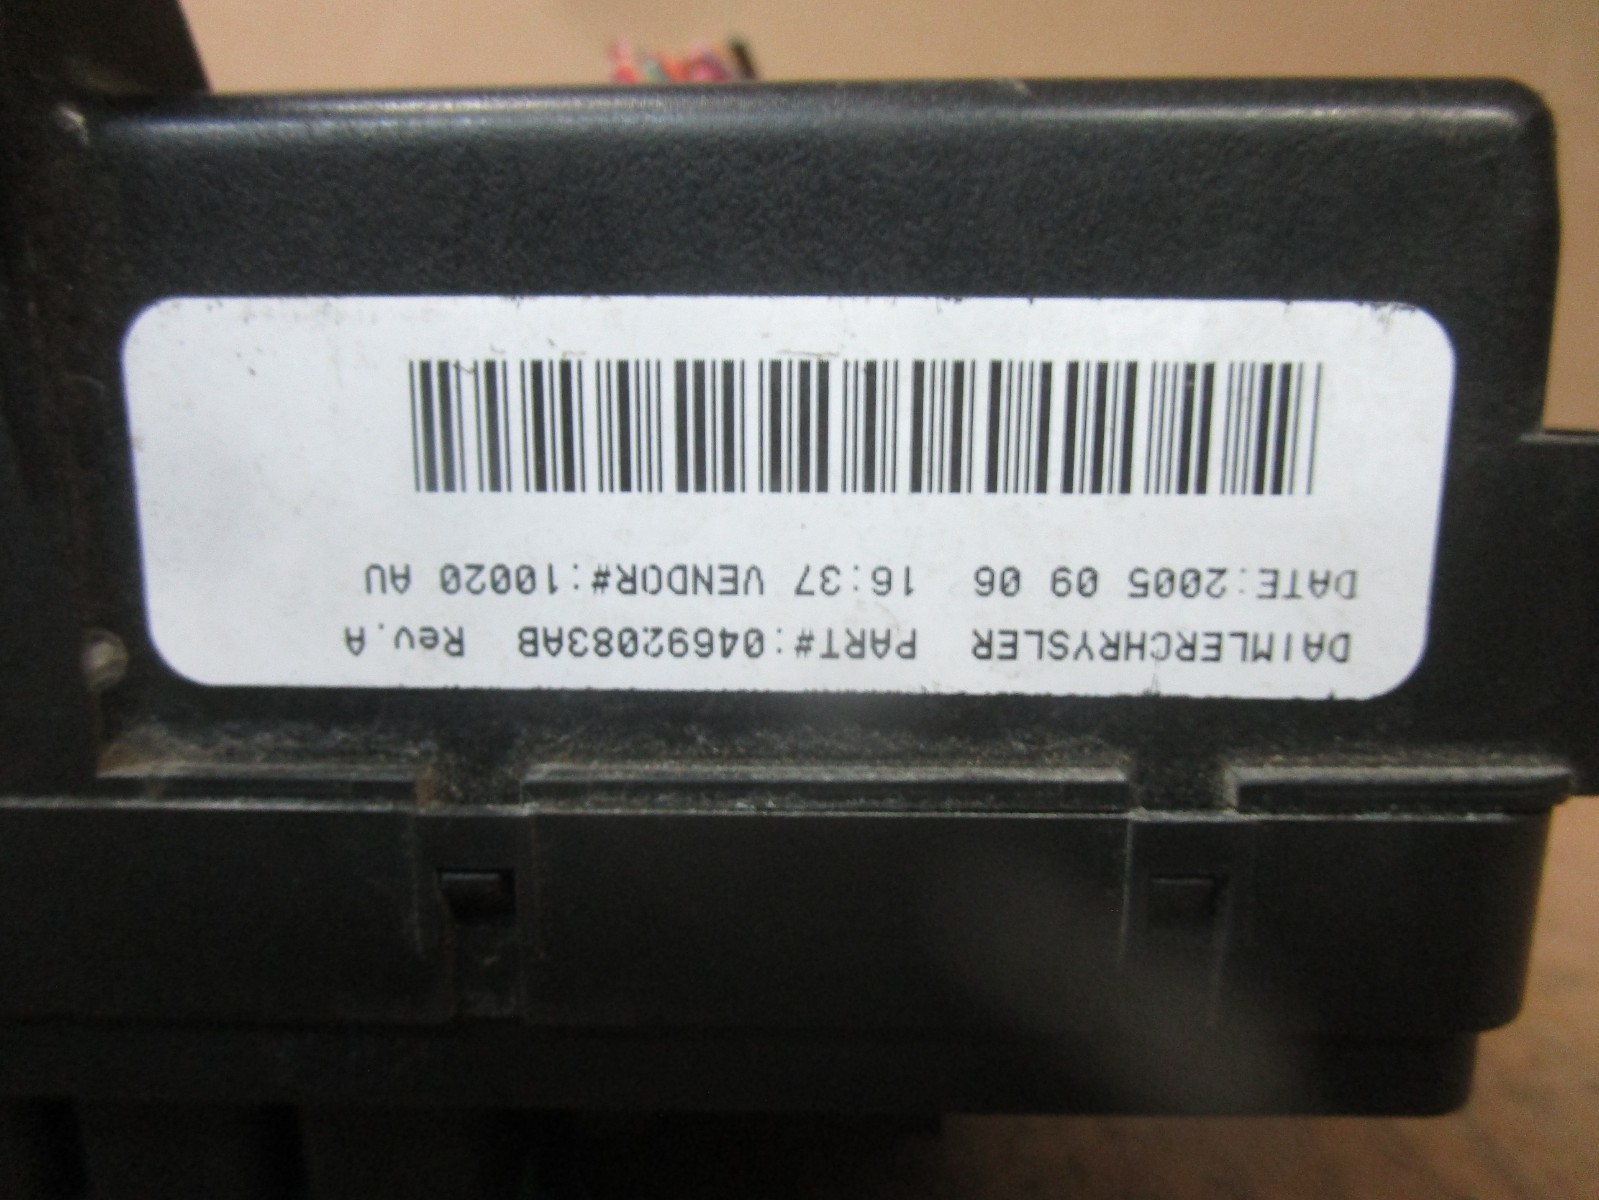 DAIMLERCHRYSLER PART#:04692083AB Rev.A
DATE:2005 09 06 16:37 VENDOR#:10020 AU